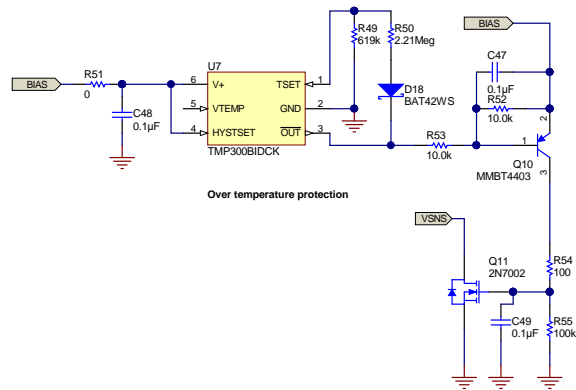 BIAS
R49
619k
R50
2.21Meg
C47
0.1µF
R51
0
BIAS
U7
6
V+
TSET
1
D18
BAT42WS
R52
10.0k
C48
0.1µF
5
VTEMP
GND
2
4
HYSTSET
OUT
3
TMP300BIDCK
R53
10.0k
1
2
3
Q10
MMBT4403
Over temperature protection
VSNS
Q11
2N7002
R54
100
C49
0.1µF
R55
100k